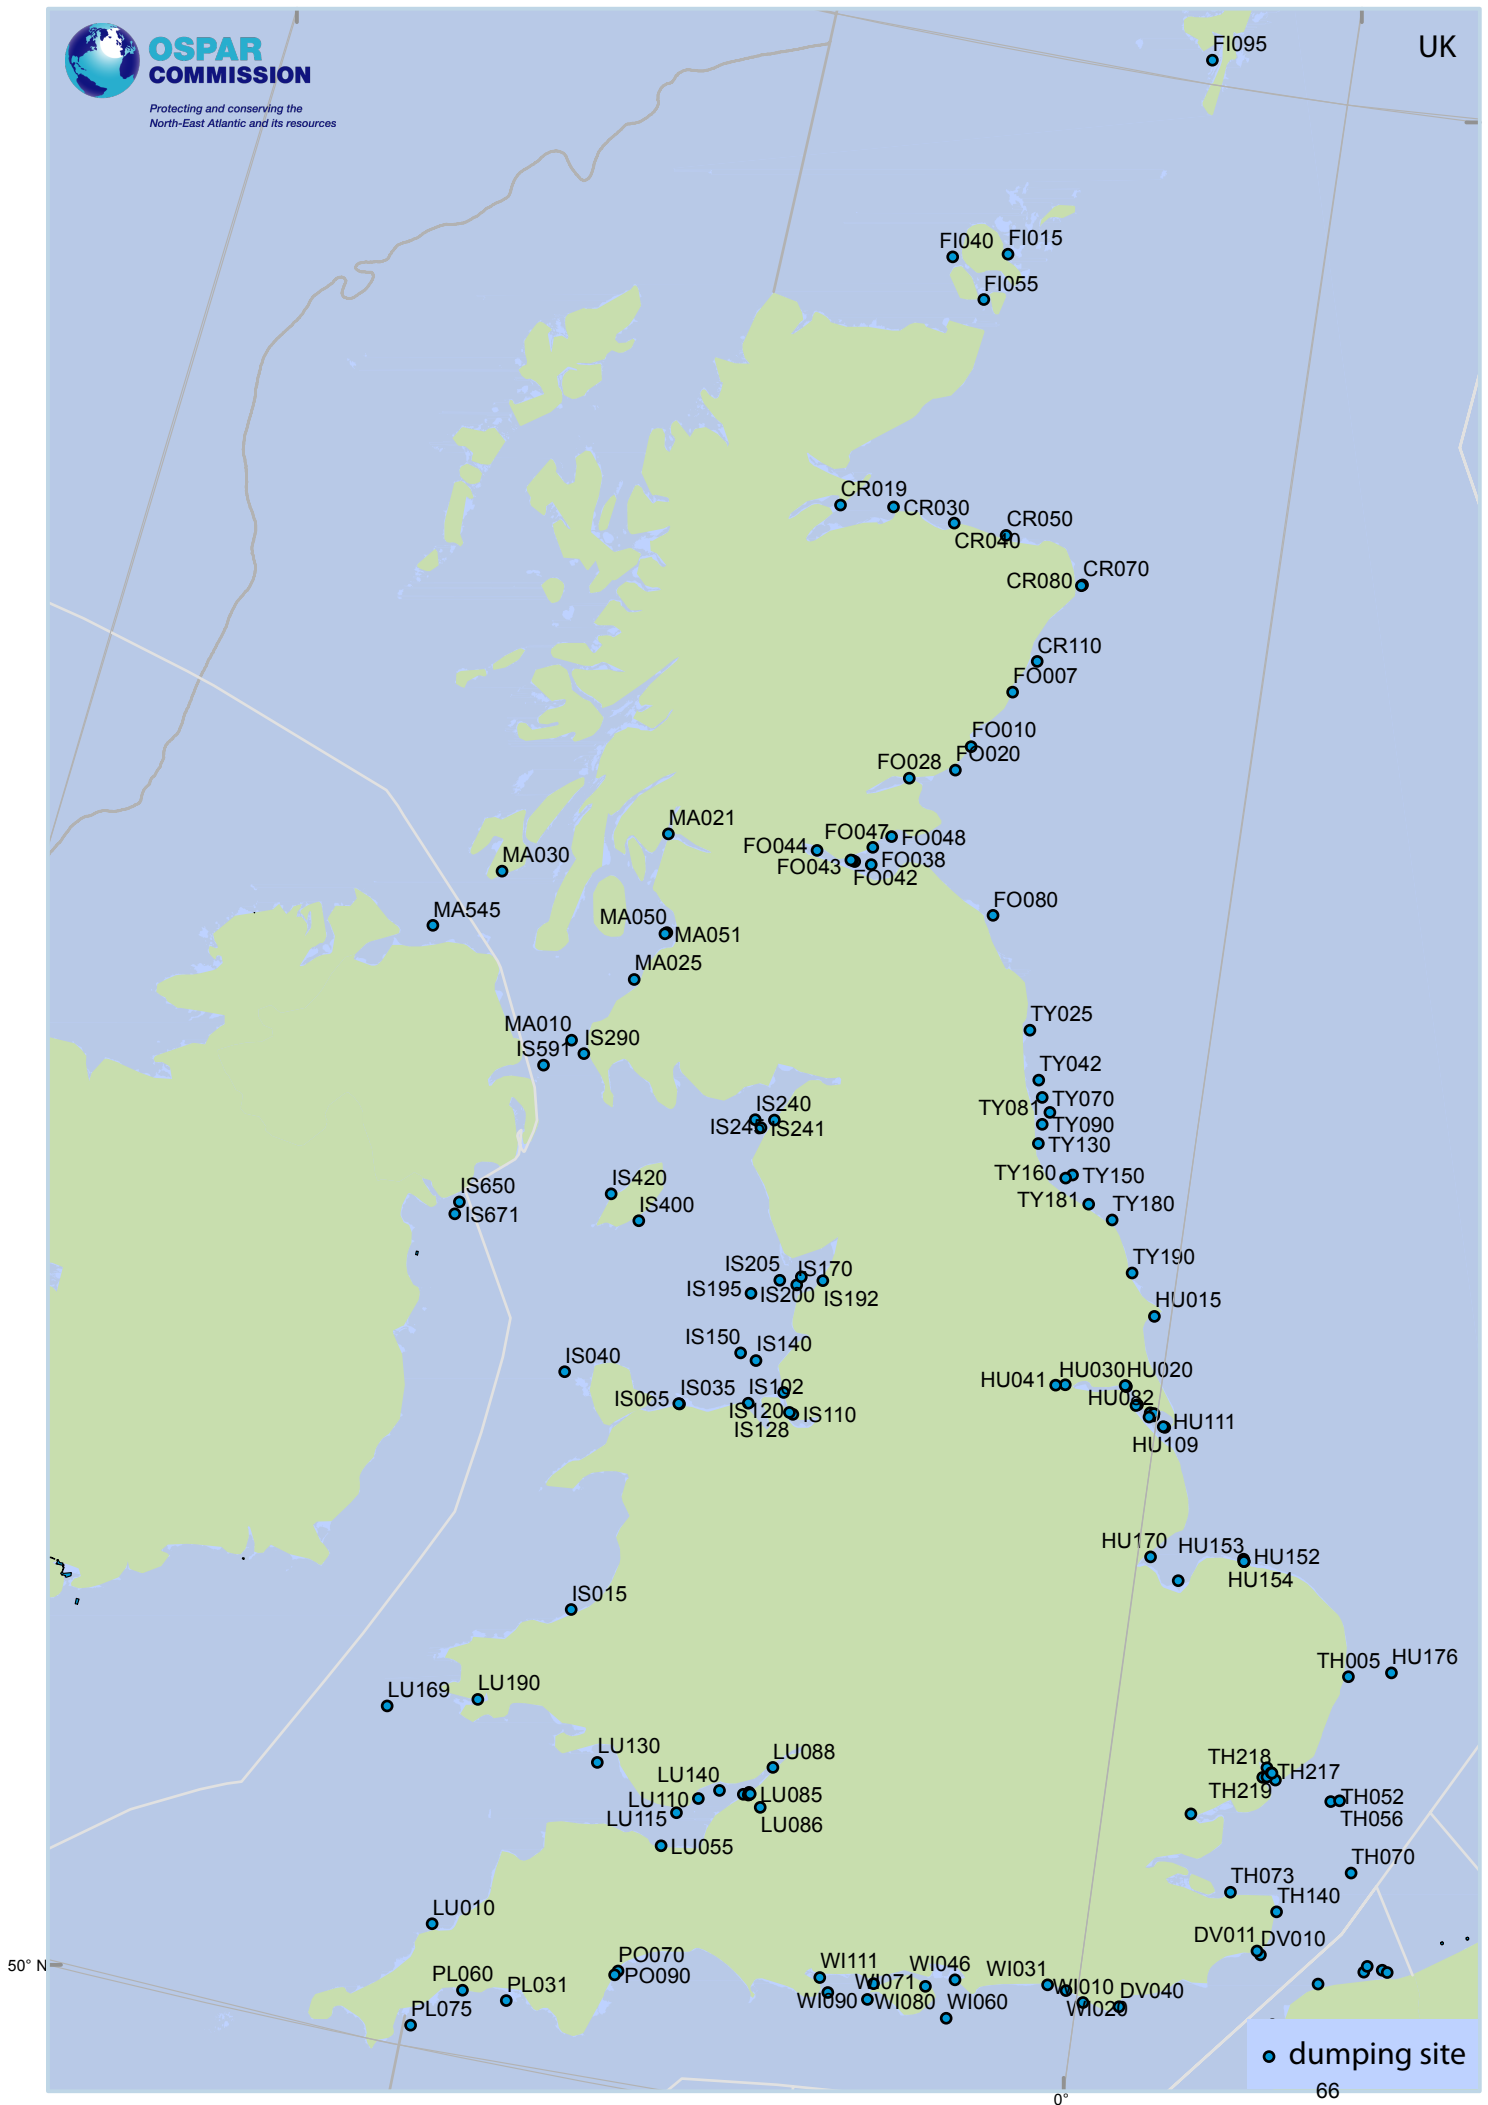 OSPAR
COMMISSION
Protecting and conserving the
North-East Atlantic and its resources
UK
FI095
FI040
FI015
FI055
CR019
CR030
CR040
CR050
CR070
CR080
CR110
FO007
FO010
FO020
FO028
MA021
FO047
FO048
FO044
FO043
FO038
FO042
MA030
MA545
MA050
MA051
FO080
MA025
MA010
IS290
IS591
TY025
TY042
TY070
TY081
TY090
TY130
IS240
IS241
TY160
TY150
TY181
TY180
IS420
IS400
IS650
IS671
TY190
IS205
IS170
IS195
IS200
IS192
HU015
IS150
IS140
IS040
HU041
HU030
HU020
IS065
IS035
IS102
HU082
IS120
IS110
IS128
HU111
HU109
HU170
HU153
HU152
HU154
IS015
TH005
HU176
LU169
LU190
LU130
LU088
LU140
LU110
LU085
LU115
LU086
LU055
TH218
TH217
TH219
TH052
TH056
TH070
TH073
TH140
LU010
DV011
DV010
50° N
PO070
PO090
PL060
PL031
PL075
WI111
WI071
WI046
WI031
WI010
DV040
WI090
WI080
WI060
WI020
dumping site
66
0°